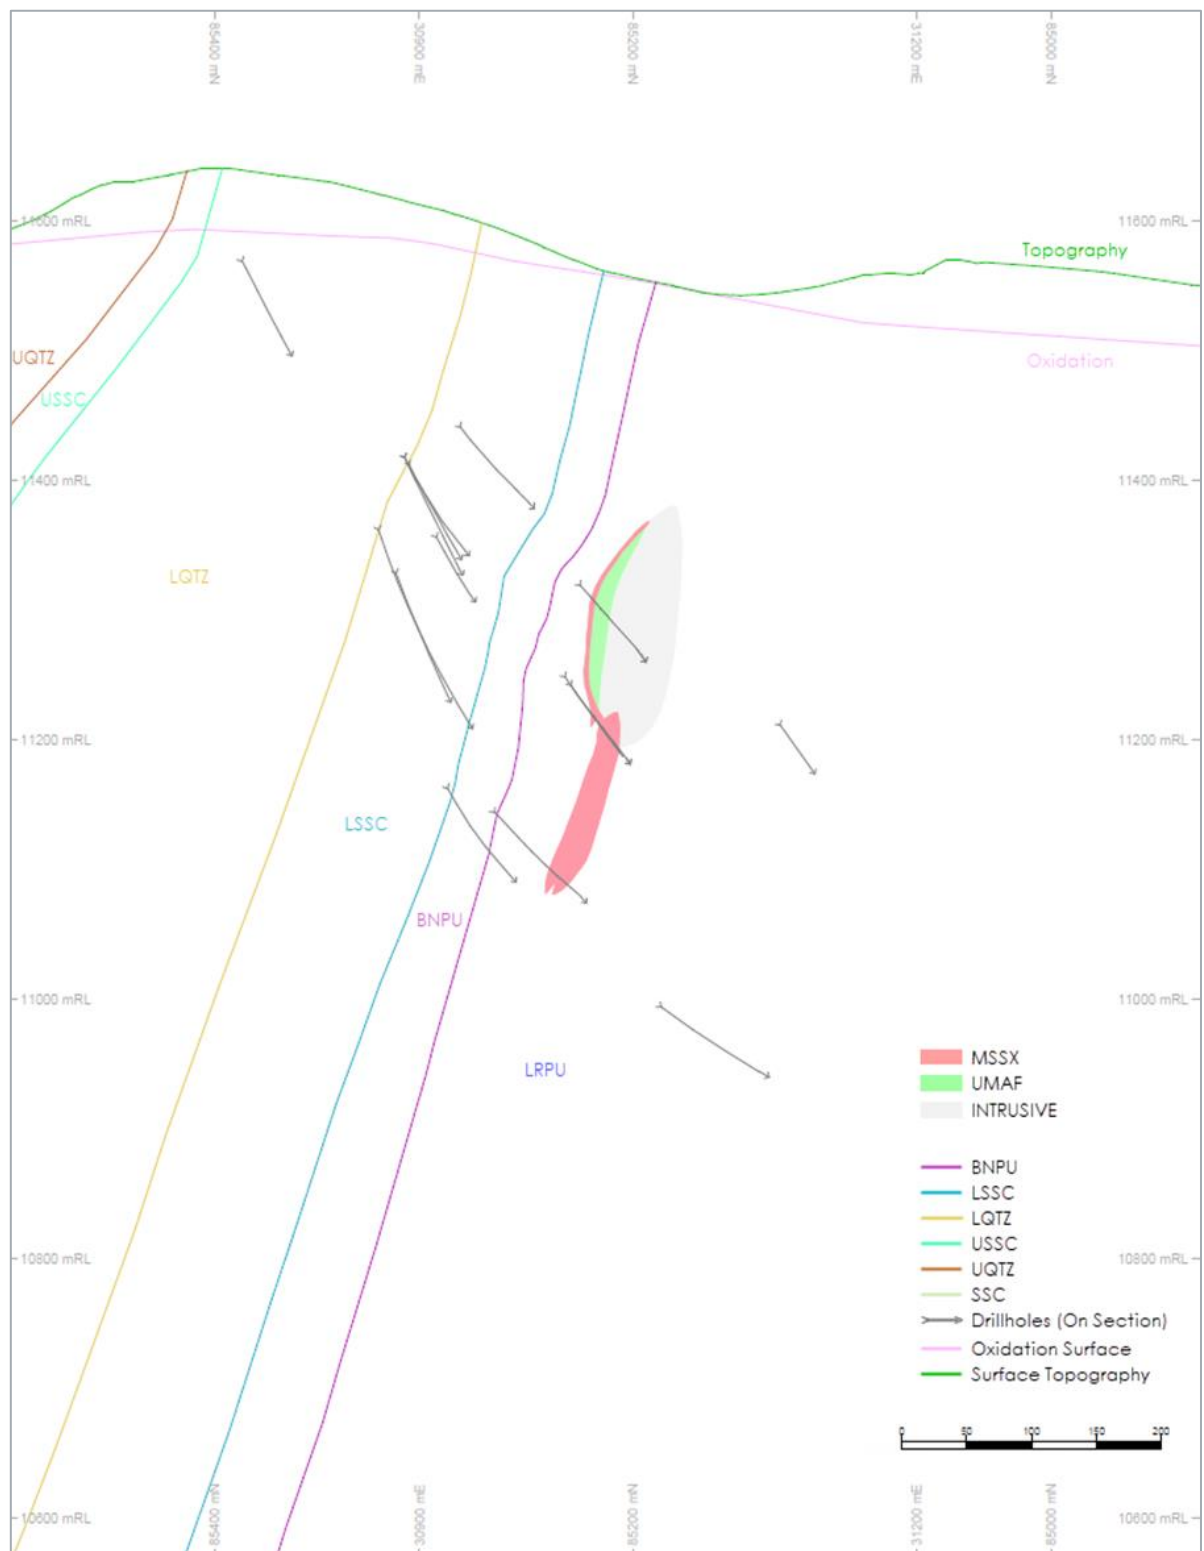 85400 mN
30900 mE
85200 mN
31200 mE
85000 mN
11600 mRL
11600 mRL
Topography
UQTZ
Oxidation
USSC
11400 mRL
11400 mRL
LQTZ
11200 mRL
11200 mRL
LSSC
BNPU
11000 mRL
11000 mRL
LRPU
MSSX
UMAF
INTRUSIVE
BNPU
LSSC
LQTZ
USSC
10800 mRL
10800 mRL
UQTZ
SSC
Drillholes (On Section)
Oxidation Surface
Surface Topography
0 50 100 150 200
85400 mN
30900 mE
85200 mN
31200 mE
85000 mN
10600 mRL
10600 mRL